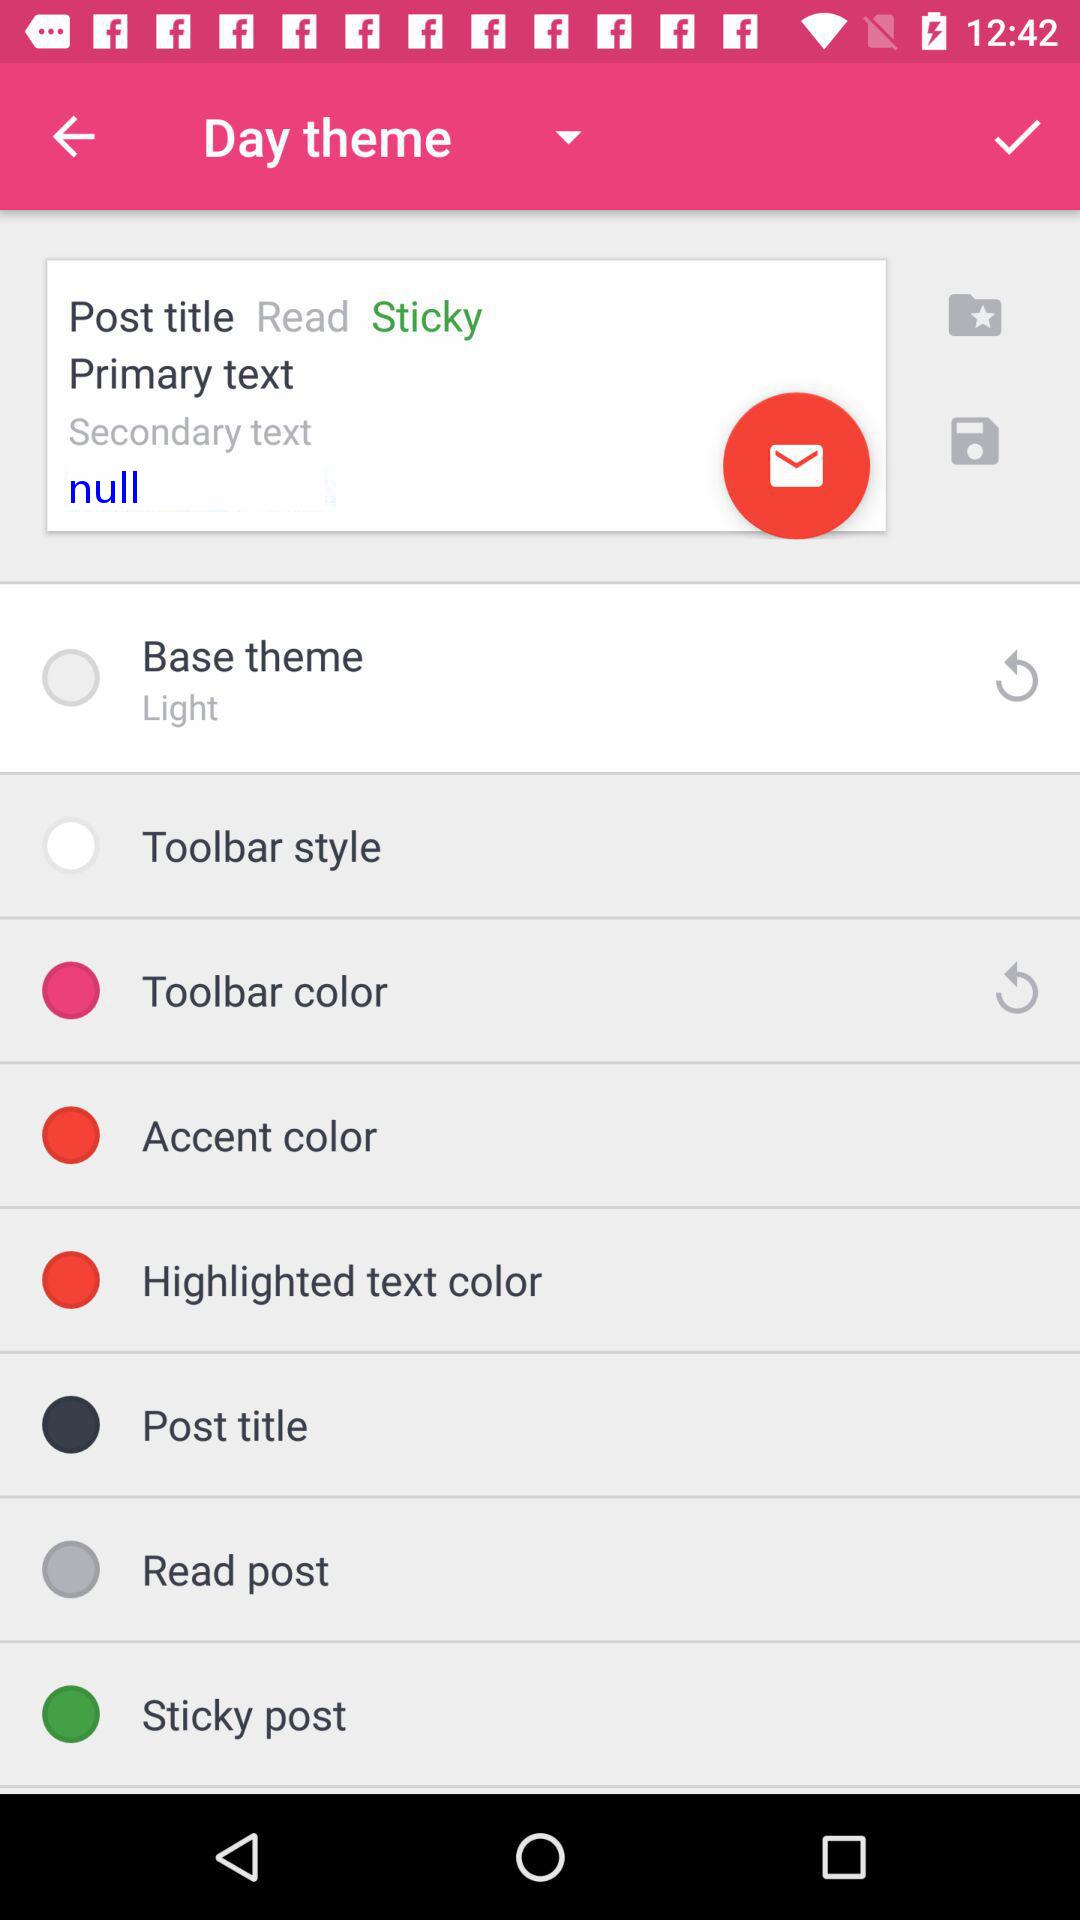 12:42
Day theme
Post title Read Sticky
Primary text
Secondary text
null
Base theme
Light
Toolbar style
Toolbar color
Accent color
Highlighted text color
Post title
Read post
Sticky post